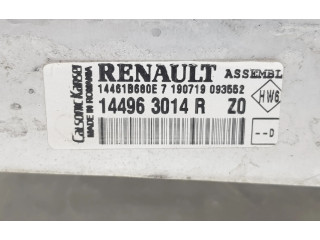 RENAULT ASSEMBL
14461B680E 7 190719 093552
14496 3014 R Z0
Calsonic Kansei
MADE IN ROMANIA
HW6
--D